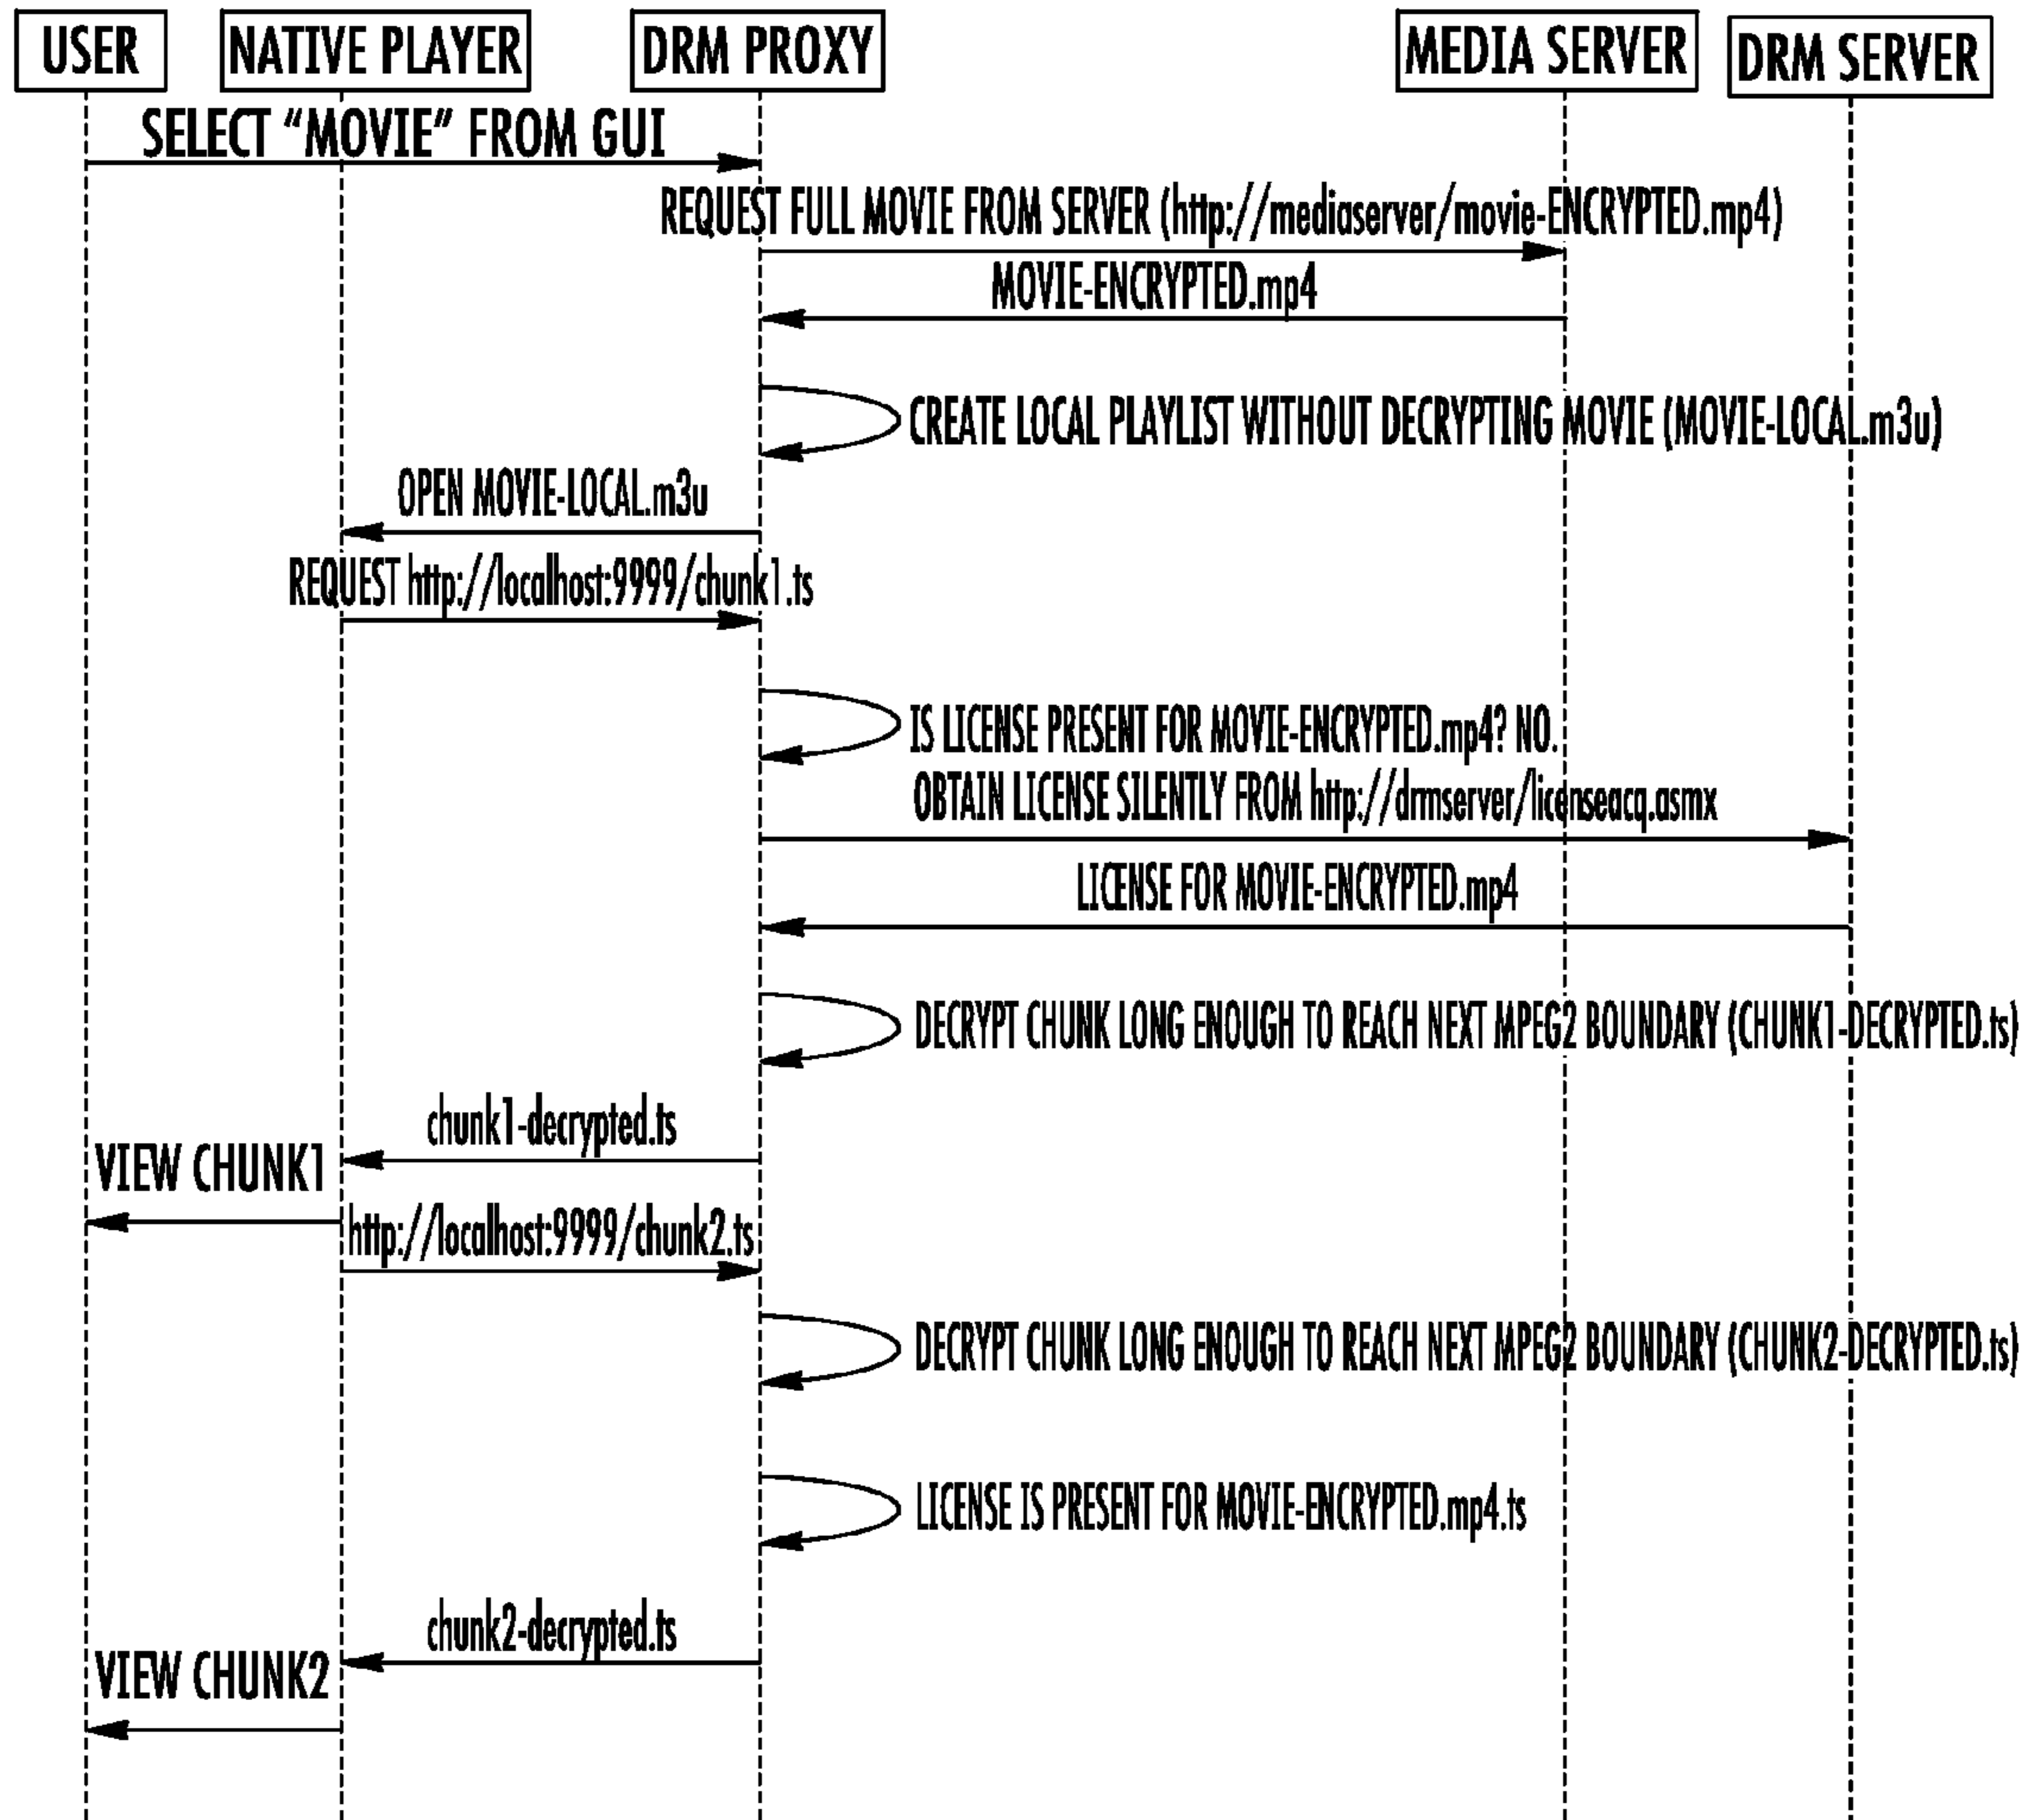 USER
NATIVE PLAYER
DRM PROXY
MEDIA SERVER
DRM SERVER
SELECT “MOVIE” FROM GUI
REQUEST FULL MOVIE FROM SERVER (http://mediaserver/movie-ENCRYPTED.mp4)
MOVIE-ENCRYPTED.mp4
CREATE LOCAL PLAYLIST WITHOUT DECRYPTING MOVIE (MOVIE-LOCAL.m3u)
OPEN MOVIE-LOCAL.m3u
REQUEST http://localhost:9999/chunk1.ts
IS LICENSE PRESENT FOR MOVIE-ENCRYPTED.mp4? NO.
OBTAIN LICENSE SILENTLY FROM http://drmserver/licenseacq.asmx
LICENSE FOR MOVIE-ENCRYPTED.mp4
DECRYPT CHUNK LONG ENOUGH TO REACH NEXT MPEG2 BOUNDARY (CHUNK1-DECRYPTED.ts)
chunk1-decrypted.ts
VIEW CHUNK1
http://localhost:9999/chunk2.ts
DECRYPT CHUNK LONG ENOUGH TO REACH NEXT MPEG2 BOUNDARY (CHUNK2-DECRYPTED.ts)
LICENSE IS PRESENT FOR MOVIE-ENCRYPTED.mp4.ts
chunk2-decrypted.ts
VIEW CHUNK2